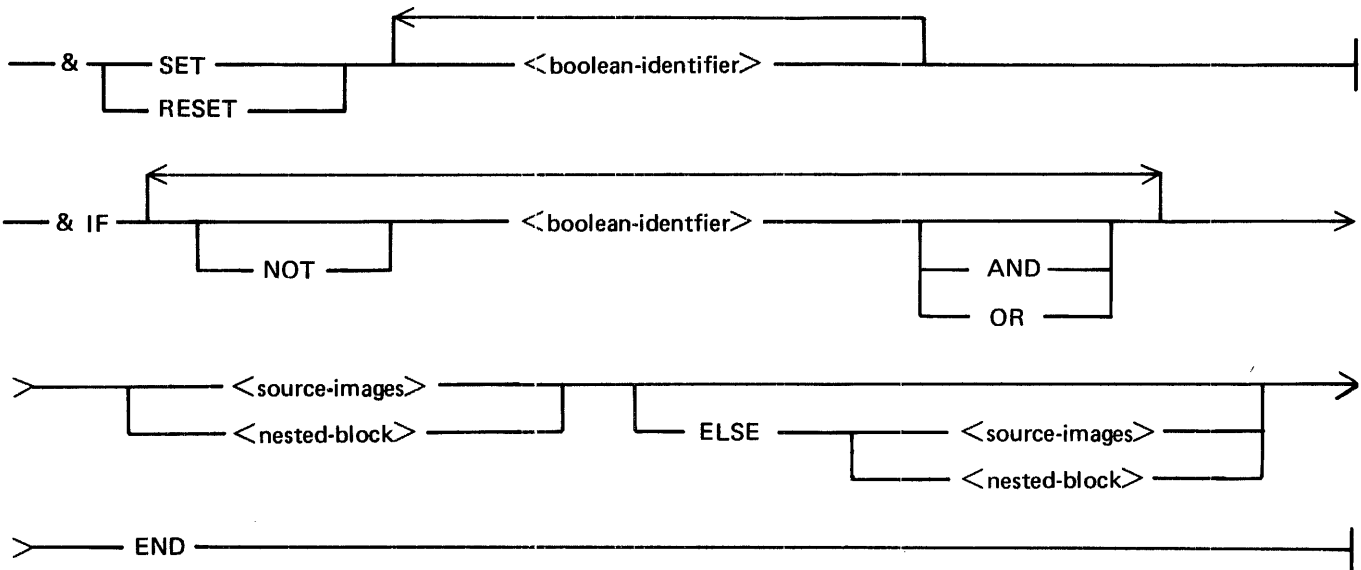 & SET <boolean-identifier>
RESET
& IF <boolean-identfier>
NOT AND
OR
<source-images>
<nested-block> ELSE <source-images>
<nested-block>
END